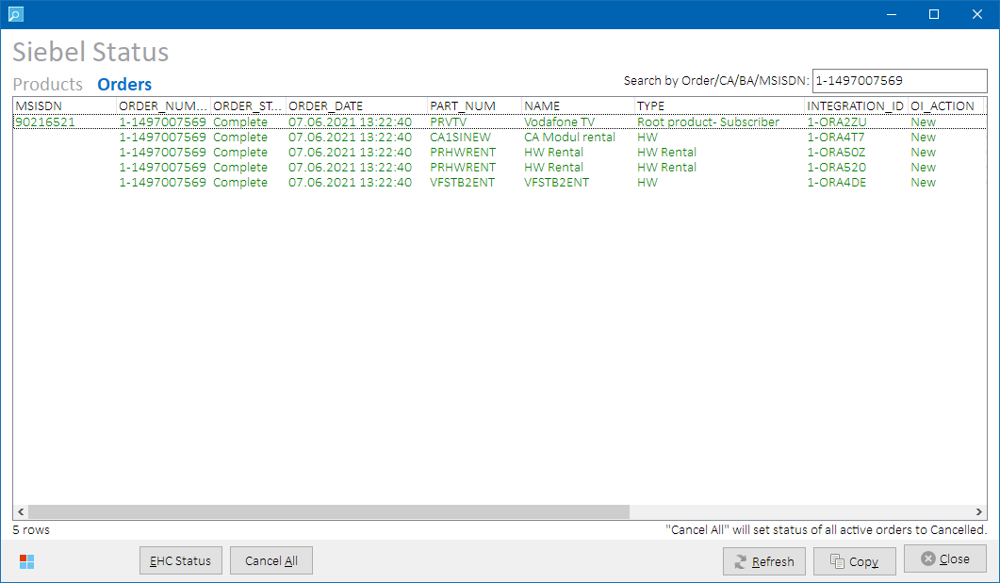 Siebel Status
Products Orders
Search by Order/CA/BA/MSISDN: 1-1497007569
MSISDN ORDER_NUM... ORDER_ST... ORDER_DATE PART_NUM NAME TYPE INTEGRATION_ID OI_ACTION
90216521 1-1497007569 Complete 07.06.2021 13:22:40 PRVTV Vodafone TV Root product- Subscriber 1-ORA2ZU New
1-1497007569 Complete 07.06.2021 13:22:40 CA1SINEW CA Modul rental HW 1-ORA4T7 New
1-1497007569 Complete 07.06.2021 13:22:40 PRHWRENT HW Rental HW Rental 1-ORA50Z New
1-1497007569 Complete 07.06.2021 13:22:40 PRHWRENT HW Rental HW Rental 1-ORA520 New
1-1497007569 Complete 07.06.2021 13:22:40 VFSTB2ENT VFSTB2ENT HW 1-ORA4DE New
5 rows "Cancel All" will set status of all active orders to Cancelled.
EHC Status Cancel All Refresh Copy Close